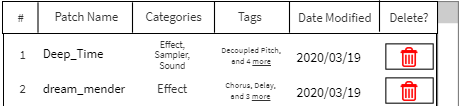 # Patch Name Categories Tags Date Modified Delete?
1 Deep_Time Effect, Sampler, Sound Decoupled Pitch, and 4 more 2020/03/19
2 dream_mender Effect Chorus, Delay, and 3 more 2020/03/19